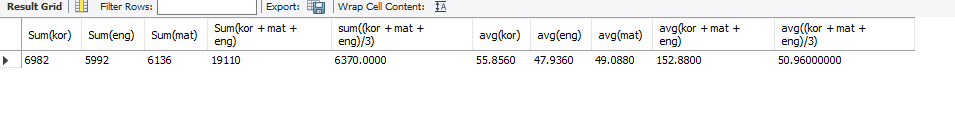 Result Grid Filter Rows: Export: Wrap Cell Content:
Sum(kor) Sum(eng) Sum(mat) Sum(kor + mat + eng) sum((kor + mat + eng)/3) avg(kor) avg(eng) avg(mat) avg(kor + mat + eng) avg((kor + mat + eng)/3)
6982 5992 6136 19110 6370.0000 55.8560 47.9360 49.0880 152.8800 50.96000000